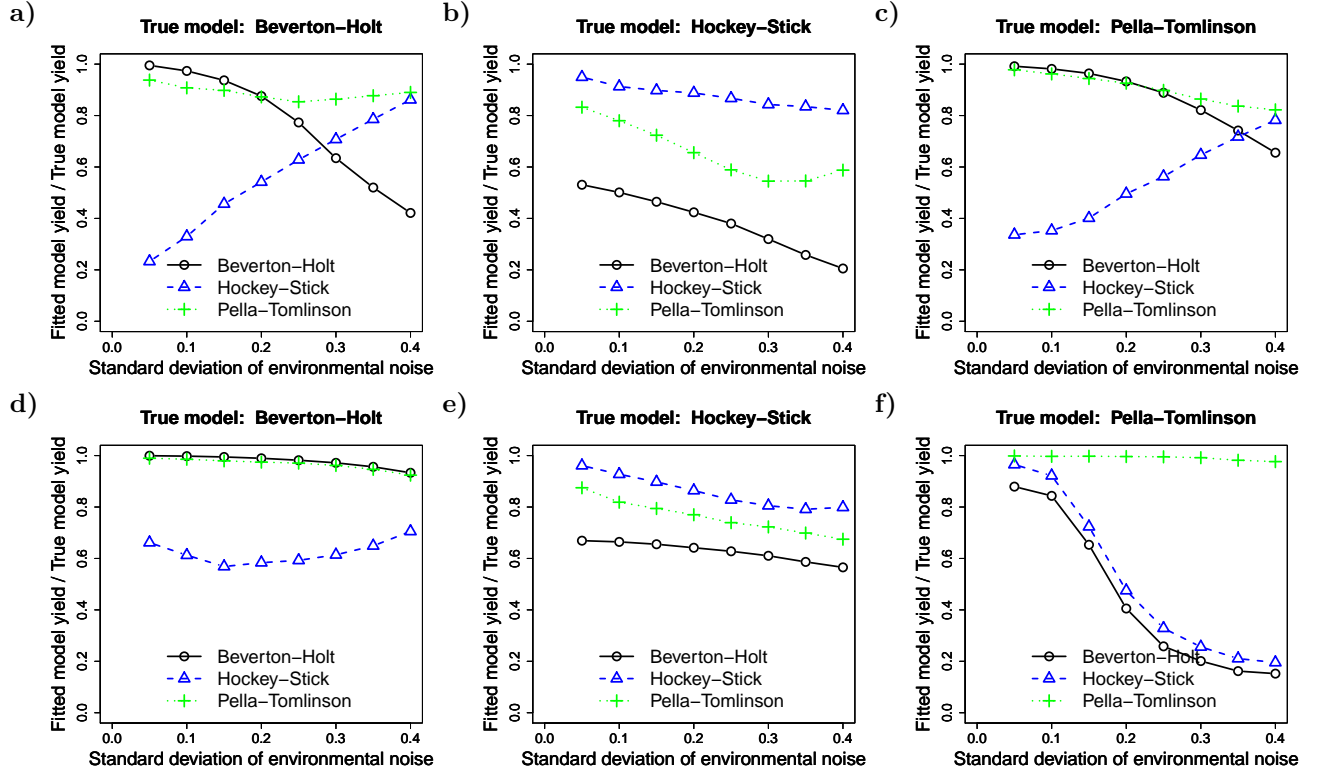 a)
True model: Beverton−Holt
Fitted model yield / True model yield
1.0
0.8
0.6
0.4
0.2
0.0
Beverton−Holt
Hockey−Stick
Pella−Tomlinson
0.0 0.1 0.2 0.3 0.4
Standard deviation of environmental noise
b)
True model: Hockey−Stick
Fitted model yield / True model yield
1.0
0.8
0.6
0.4
0.2
0.0
Beverton−Holt
Hockey−Stick
Pella−Tomlinson
0.0 0.1 0.2 0.3 0.4
Standard deviation of environmental noise
c)
True model: Pella−Tomlinson
Fitted model yield / True model yield
1.0
0.8
0.6
0.4
0.2
0.0
Beverton−Holt
Hockey−Stick
Pella−Tomlinson
0.0 0.1 0.2 0.3 0.4
Standard deviation of environmental noise
d)
True model: Beverton−Holt
Fitted model yield / True model yield
1.0
0.8
0.6
0.4
0.2
0.0
Beverton−Holt
Hockey−Stick
Pella−Tomlinson
0.0 0.1 0.2 0.3 0.4
Standard deviation of environmental noise
e)
True model: Hockey−Stick
Fitted model yield / True model yield
1.0
0.8
0.6
0.4
0.2
0.0
Beverton−Holt
Hockey−Stick
Pella−Tomlinson
0.0 0.1 0.2 0.3 0.4
Standard deviation of environmental noise
f)
True model: Pella−Tomlinson
Fitted model yield / True model yield
1.0
0.8
0.6
0.4
0.2
0.0
Beverton−Holt
Hockey−Stick
Pella−Tomlinson
0.0 0.1 0.2 0.3 0.4
Standard deviation of environmental noise